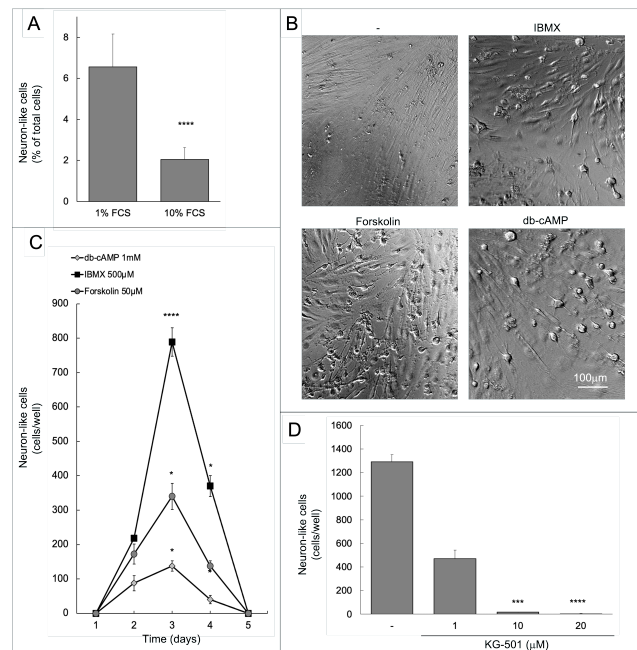 A
Neuron-like cells
(% of total cells)
8
6
4
2
0
****
1% FCS
10% FCS
B
-
IBMX
Forskolin
db-cAMP
100μm
C
db-cAMP 1mM
IBMX 500μM
Forskolin 50μM
Neuron-like cells
(cells/well)
900
800
700
600
500
400
300
200
100
0
****
*
*
*
*
1 2 3 4 5
Time (days)
D
Neuron-like cells
(cells/well)
1600
1400
1200
1000
800
600
400
200
0
***
****
- 1 10 20
KG-501 (μM)